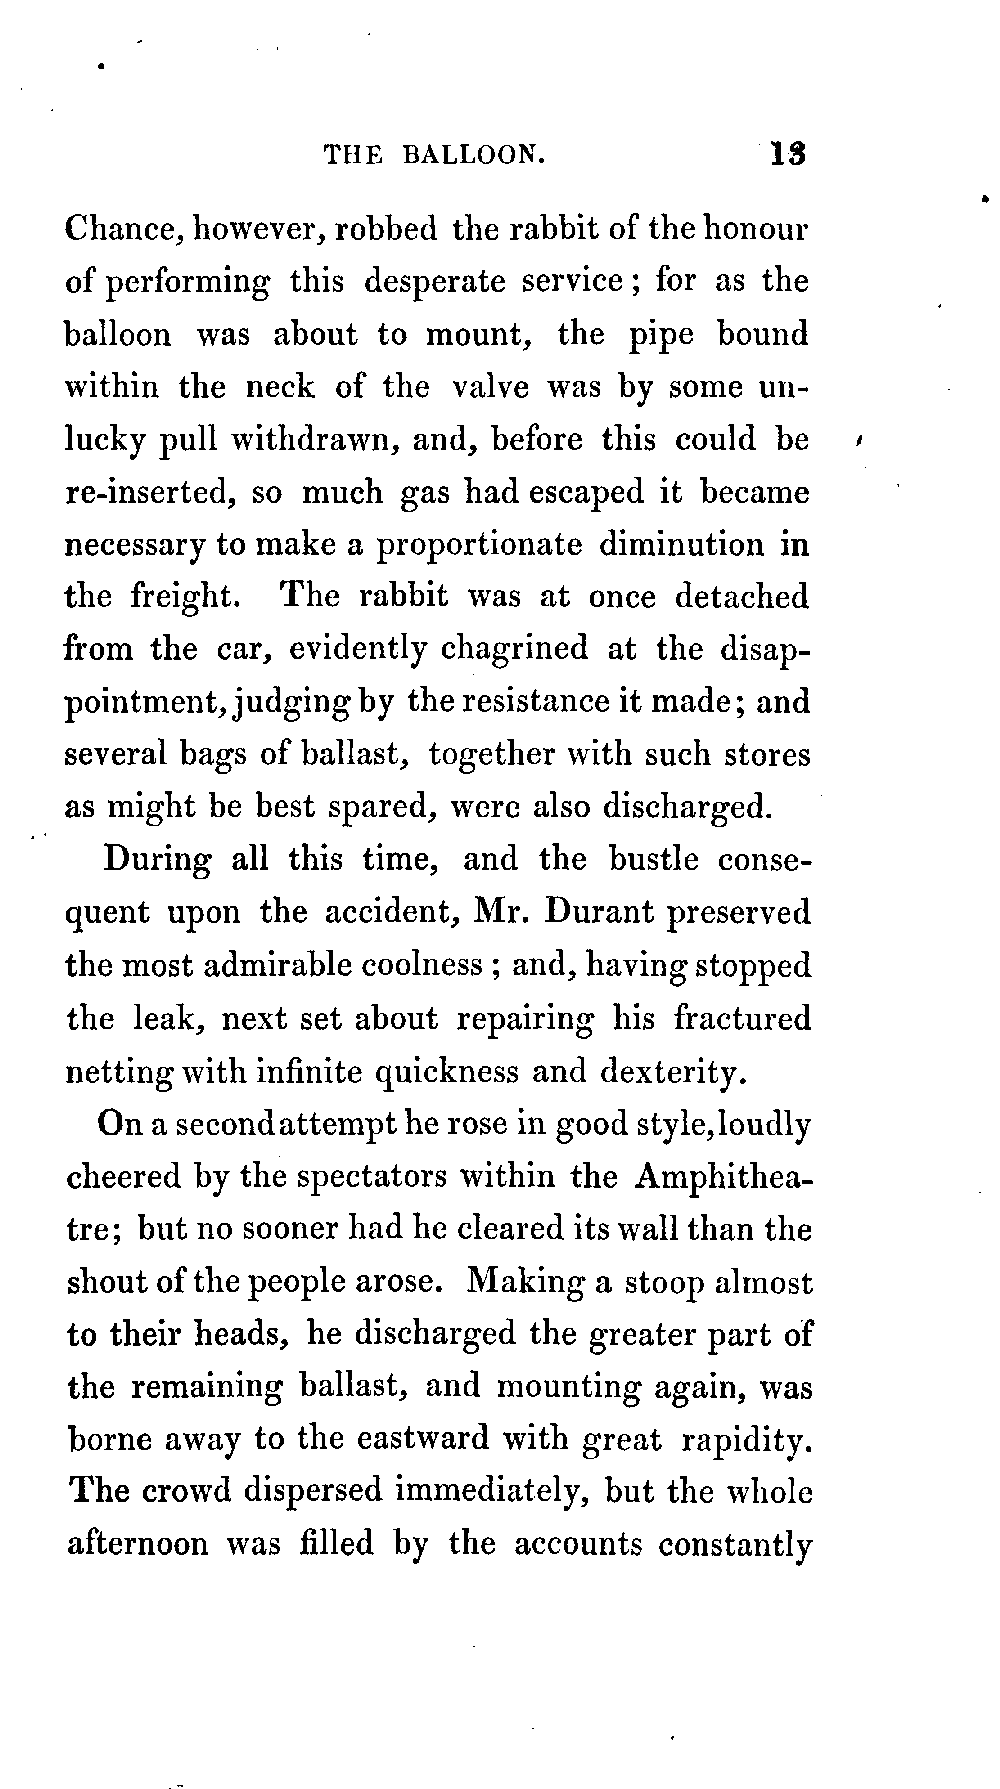 THE BALLOON. 13
Chance, however, robbed the rabbit of the honour
of performing this desperate service; for as the
balloon was about to mount, the pipe bound
within the neck of the valve was by some un-
lucky pull withdrawn, and, before this could be
re-inserted, so much gas had escaped it became
necessary to make a proportionate diminution in
the freight. The rabbit was at once detached
from the car, evidently chagrined at the disap-
pointment, judging by the resistance it made; and
several bags of ballast, together with such stores
as might be best spared, were also discharged.
During all this time, and the bustle conse-
quent upon the accident, Mr. Durant preserved
the most admirable coolness; and, having stopped
the leak, next set about repairing his fractured
netting with infinite quickness and dexterity.
On a second attempt he rose in good style, loudly
cheered by the spectators within the Amphithea-
tre; but no sooner had he cleared its wall than the
shout of the people arose. Making a stoop almost
to their heads, he discharged the greater part of
the remaining ballast, and mounting again, was
borne away to the eastward with great rapidity.
The crowd dispersed immediately, but the whole
afternoon was filled by the accounts constantly